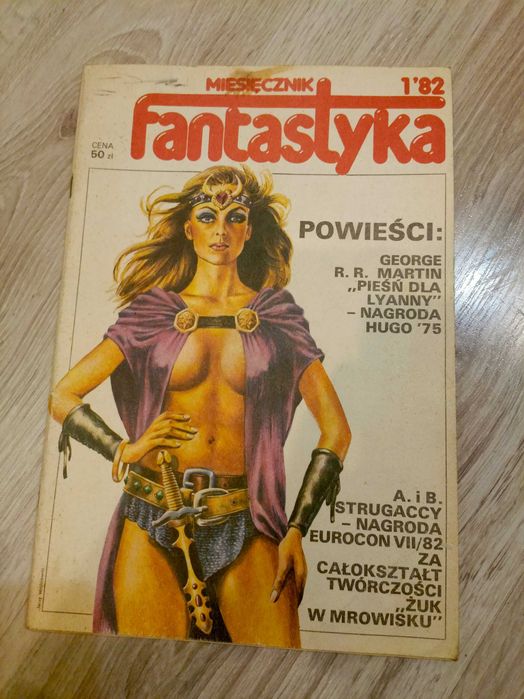 MIESIĘCZNIK
1'82
fantastyka
CENA
50 zł
POWIEŚCI:
GEORGE
R. R. MARTIN
„PIEŚŃ DLA
LYANNY"
– NAGRODA
HUGO '75
A. i B.
STRUGACCY
– NAGRODA
EUROCON VII/82
ZA
CAŁOKSZTAŁT
TWÓRCZOŚCI
„ŻUK
W MROWISKU"